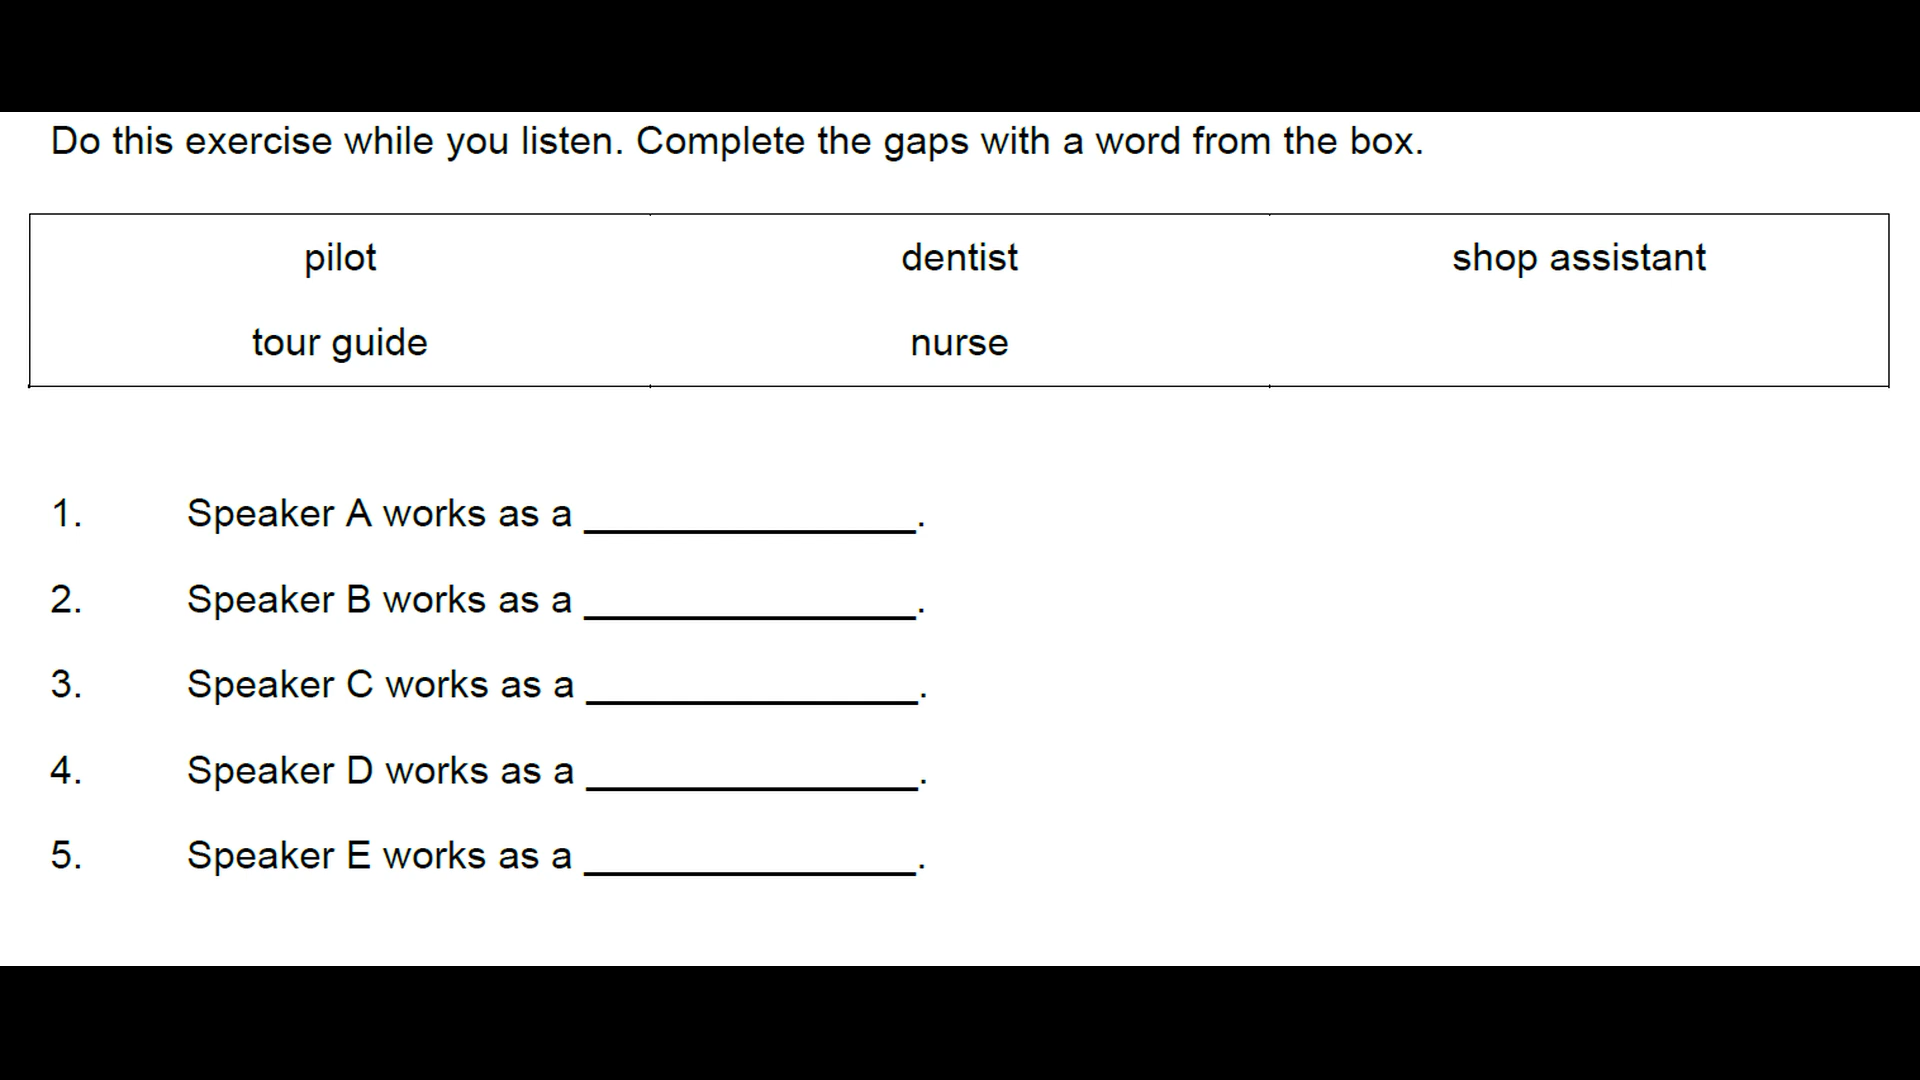 Do this exercise while you listen. Complete the gaps with a word from the box.
pilot dentist shop assistant
tour guide nurse
1. Speaker A works as a _______________.
2. Speaker B works as a _______________.
3. Speaker C works as a _______________.
4. Speaker D works as a _______________.
5. Speaker E works as a _______________.